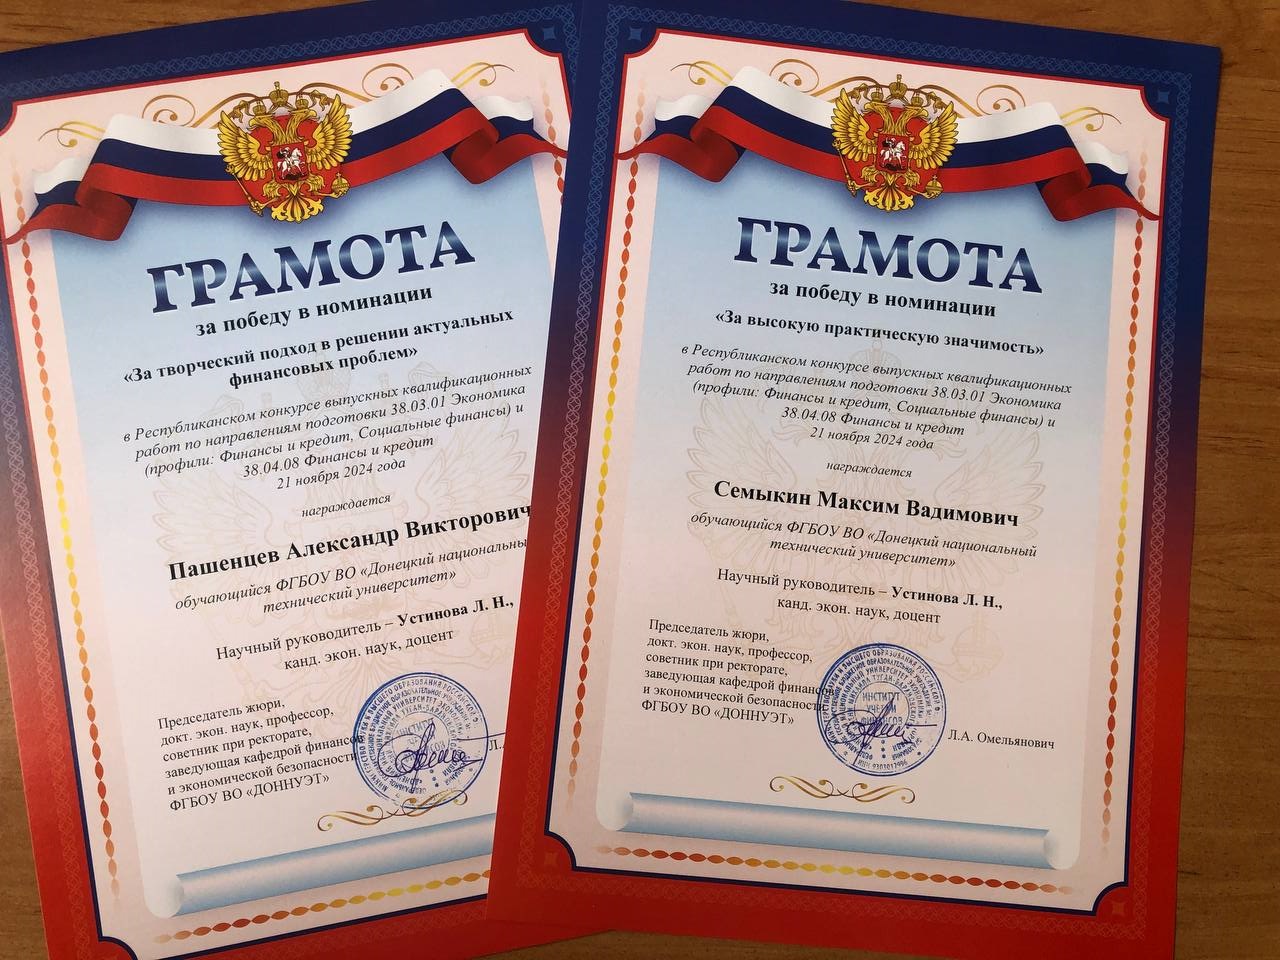 ГРАМОТА
за победу в номинации
«За творческий подход в решении актуальных
финансовых проблем»
в Республиканском конкурсе выпускных квалификационных
работ по направлениям подготовки 38.03.01 Экономика
(профили: Финансы и кредит, Социальные финансы) и
38.04.08 Финансы и кредит
21 ноября 2024 года
награждается
Пашенцев Александр Викторович
обучающийся ФГБОУ ВО «Донецкий национальны
технический университет»
Научный руководитель – Устинова Л. Н.,
канд. экон. наук, доцент
Председатель жюри,
докт. экон. наук, профессор,
советник при ректорате,
заведующая кафедрой финансов
и экономической безопасности
ФГБОУ ВО «ДОННУЭТ»
ГРАМОТА
за победу в номинации
«За высокую практическую значимость»
в Республиканском конкурсе выпускных квалификационных
работ по направлениям подготовки 38.03.01 Экономика
(профили: Финансы и кредит, Социальные финансы) и
38.04.08 Финансы и кредит
21 ноября 2024 года
награждается
Семыкин Максим Вадимович
обучающийся ФГБОУ ВО «Донецкий национальный
технический университет»
Научный руководитель – Устинова Л. Н.,
канд. экон. наук, доцент
Председатель жюри,
докт. экон. наук, профессор,
советник при ректорате,
заведующая кафедрой финансов
и экономической безопасности
ФГБОУ ВО «ДОННУЭТ»
Л.А. Омельянович
ИНСТИТУТ
УЧЕТА И
ФИНАНСОВ